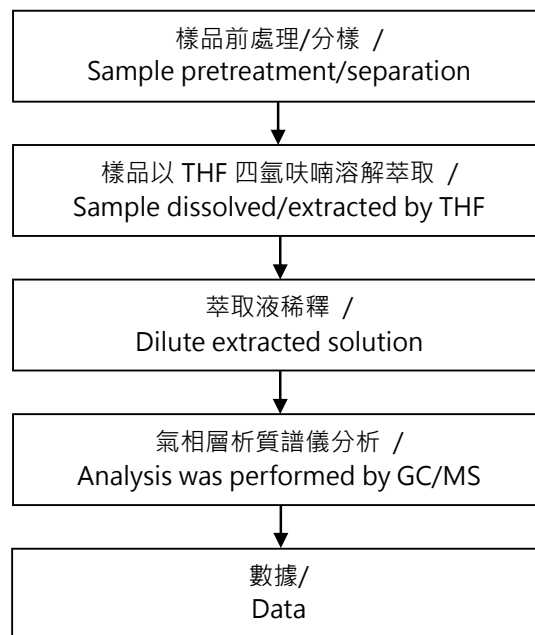 樣品前處理/分樣 /
Sample pretreatment/separation
樣品以 THF 四氫呋喃溶解萃取 /
Sample dissolved/extracted by THF
萃取液稀釋 /
Dilute extracted solution
氣相層析質譜儀分析 /
Analysis was performed by GC/MS
數據/
Data